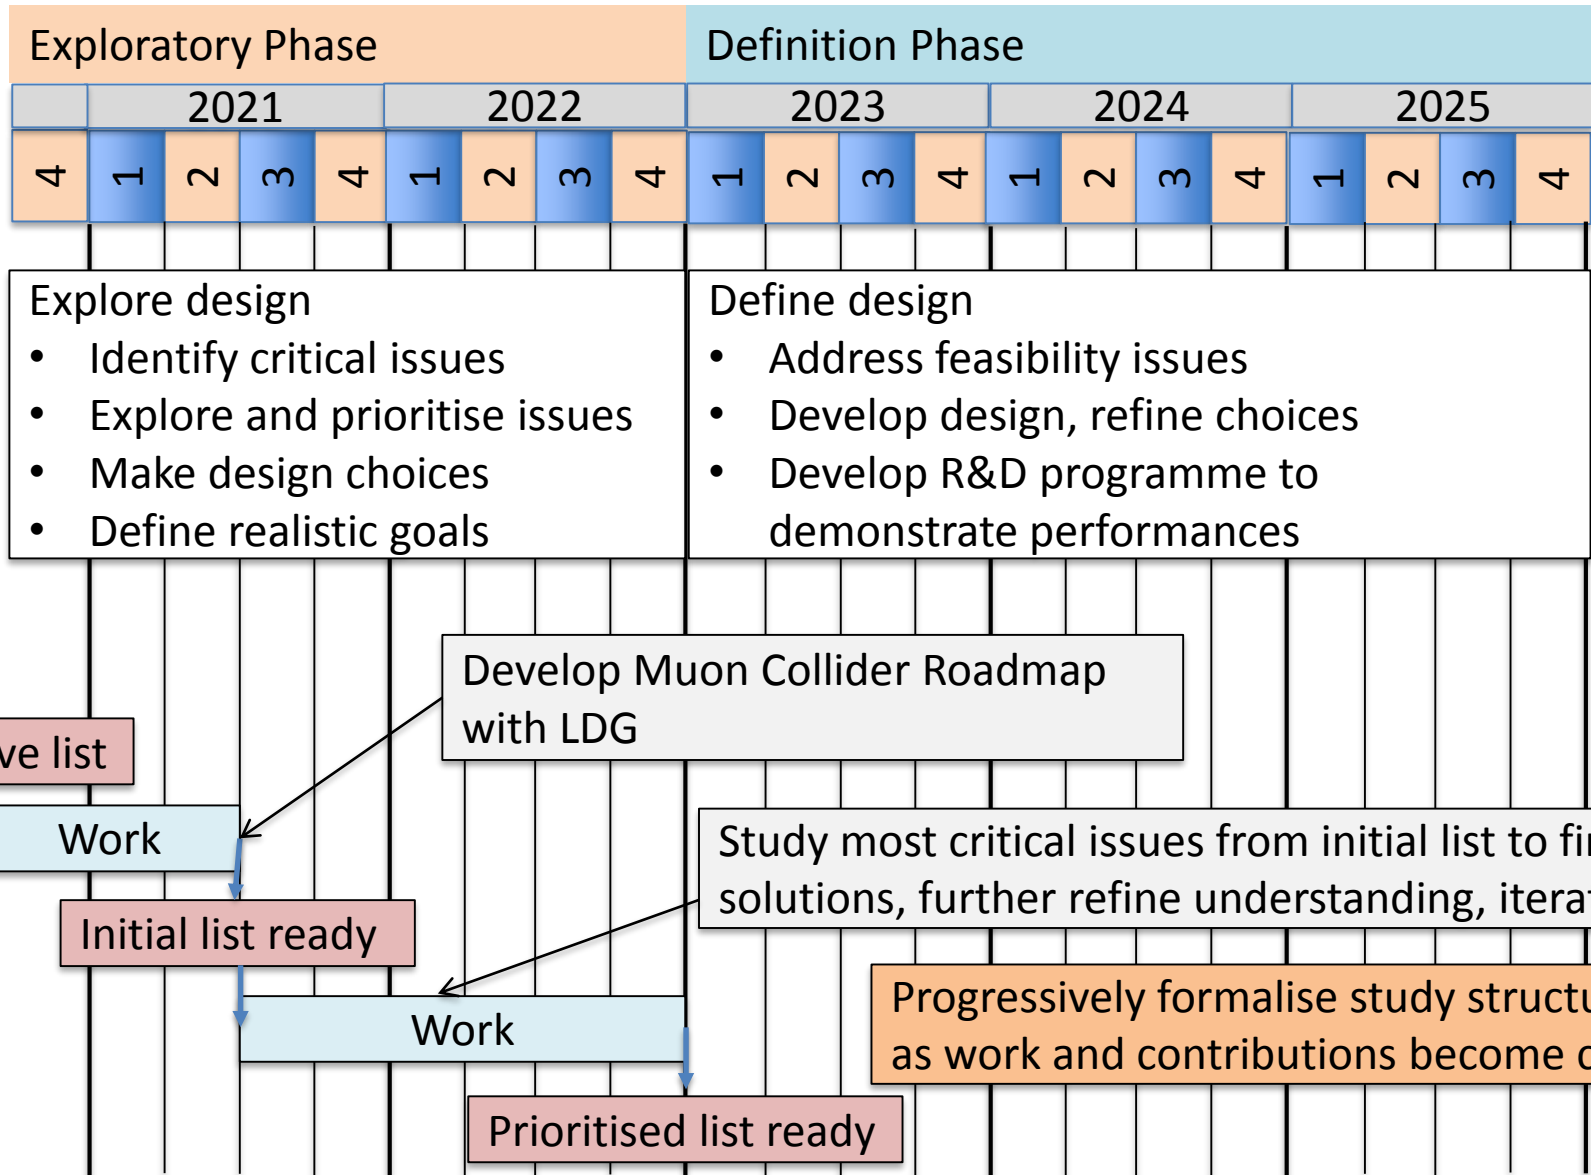 Exploratory Phase
Definition Phase
2021 2022 2023 2024 2025
4 1 2 3 4 1 2 3 4 1 2 3 4 1 2 3 4 1 2 3 4
Explore design
• Identify critical issues
• Explore and prioritise issues
• Make design choices
• Define realistic goals
Define design
• Address feasibility issues
• Develop design, refine choices
• Develop R&D programme to
demonstrate performances
Develop Muon Collider Roadmap
with LDG
list
Work
Study most critical issues from initial list to
solutions, further refine understanding,
Initial list ready
Progressively formalise study
as work and contributions become
Work
Prioritised list ready